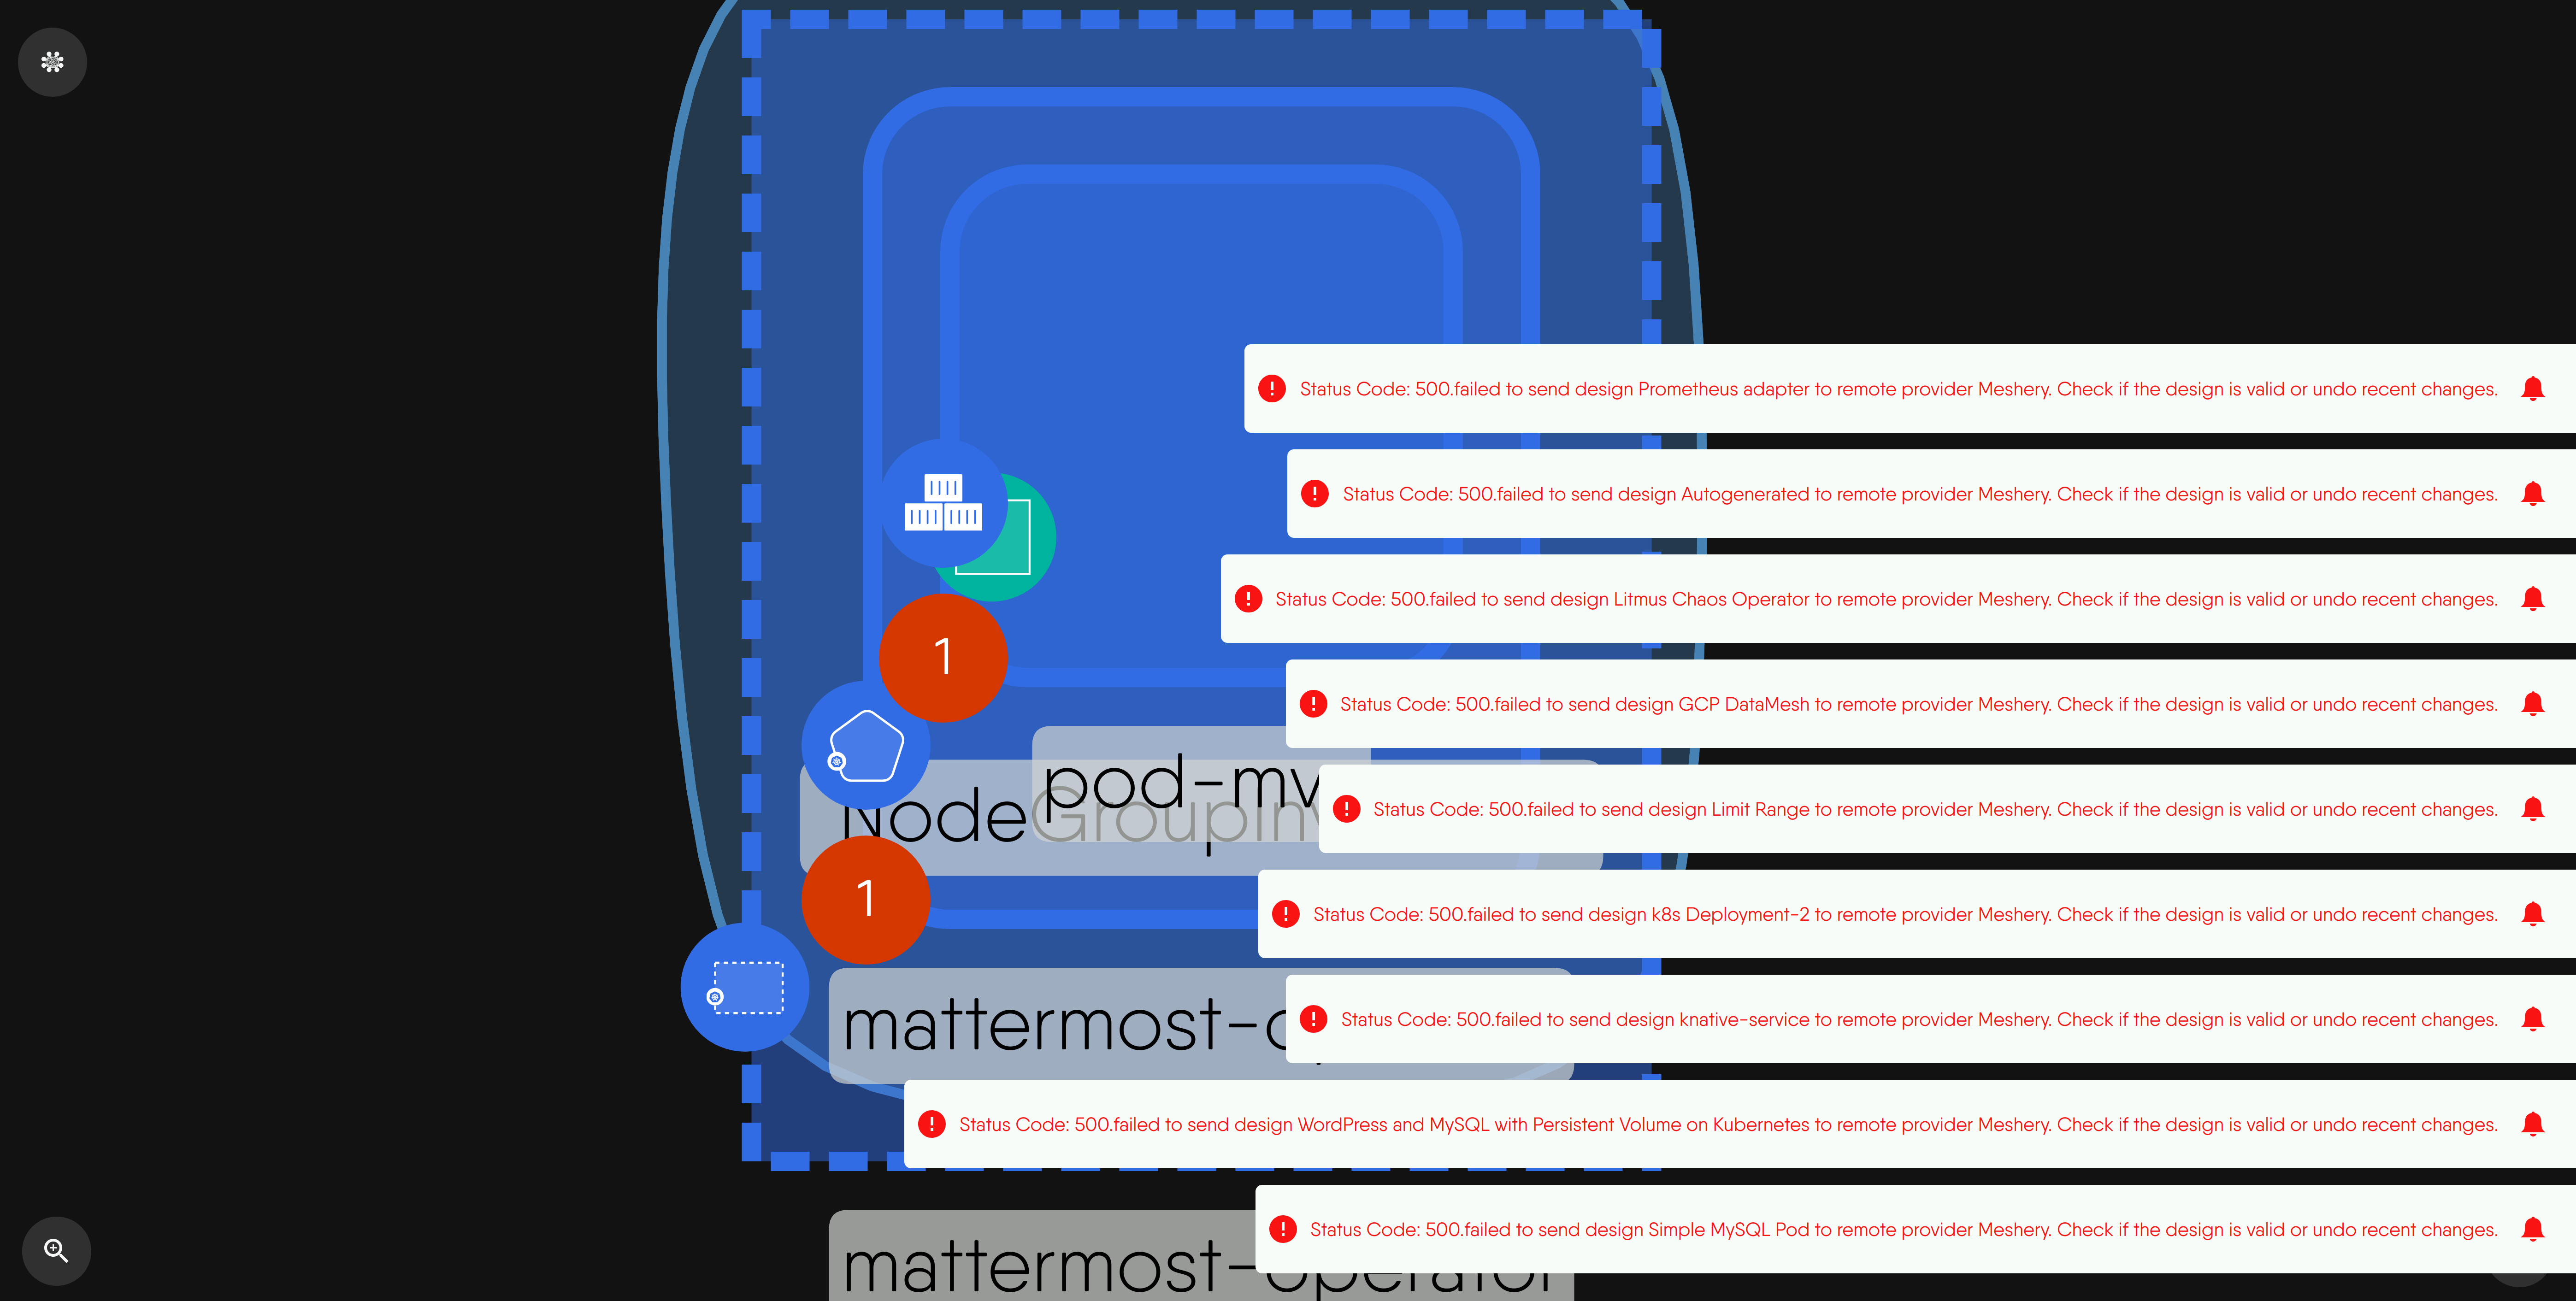 Status Code: 500.failed to send design Prometheus adapter to remote provider Meshery. Check if the design is valid or undo recent changes.
Status Code: 500.failed to send design Autogenerated to remote provider Meshery. Check if the design is valid or undo recent changes.
Status Code: 500.failed to send design Litmus Chaos Operator to remote provider Meshery. Check if the design is valid or undo recent changes.
1
Status Code: 500.failed to send design GCP DataMesh to remote provider Meshery. Check if the design is valid or undo recent changes.
pod-mv
Node
Status Code: 500.failed to send design Limit Range to remote provider Meshery. Check if the design is valid or undo recent changes.
1
Status Code: 500.failed to send design k8s Deployment-2 to remote provider Meshery. Check if the design is valid or undo recent changes.
mattermost-
Status Code: 500.failed to send design knative-service to remote provider Meshery. Check if the design is valid or undo recent changes.
Status Code: 500.failed to send design WordPress and MySQL with Persistent Volume on Kubernetes to remote provider Meshery. Check if the design is valid or undo recent changes.
Status Code: 500.failed to send design Simple MySQL Pod to remote provider Meshery. Check if the design is valid or undo recent changes.
mattermost-operator